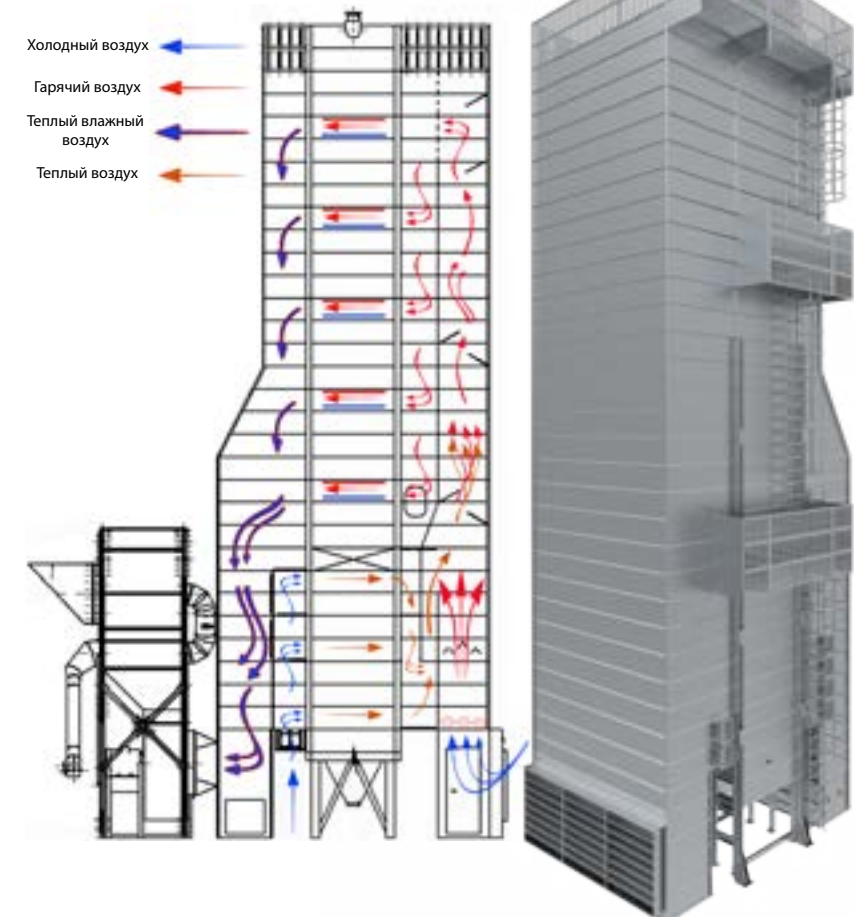 Холодный воздух
Гарячий воздух
Теплый влажный
воздух
Теплый воздух